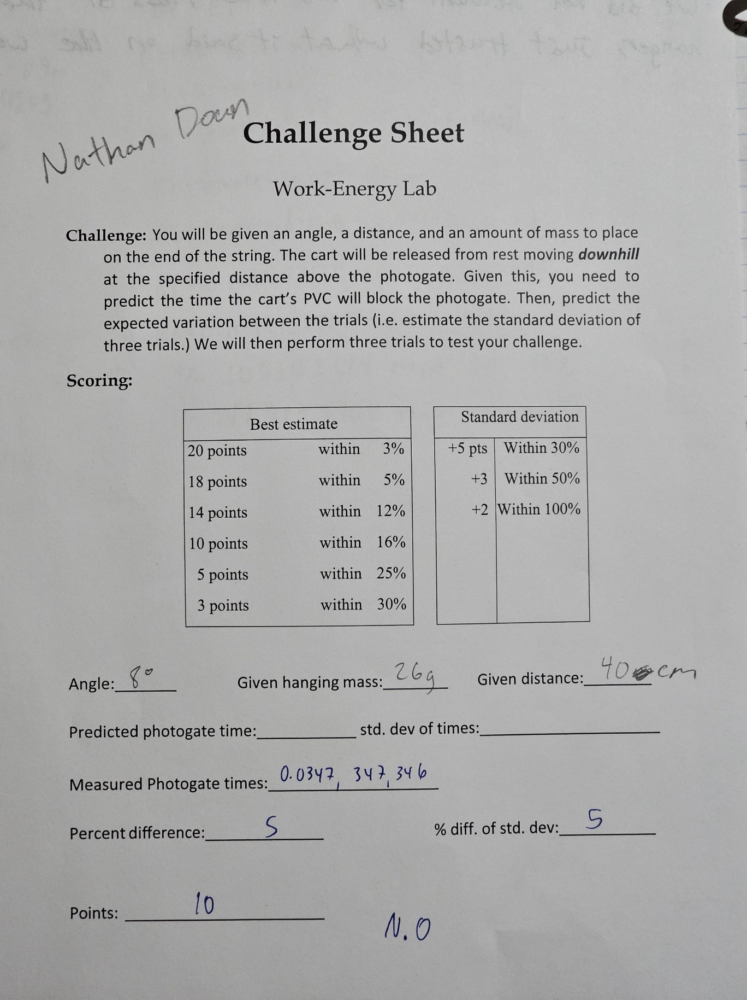 Nathan Doun
Challenge Sheet
Work-Energy Lab
Challenge: You will be given an angle, a distance, and an amount of mass to place
on the end of the string. The cart will be released from rest moving downhill
at the specified distance above the photogate. Given this, you need to
predict the time the cart's PVC will block the photogate. Then, predict the
expected variation between the trials (i.e. estimate the standard deviation of
three trials.) We will then perform three trials to test your challenge.
Scoring:
Best estimate
20 points within 3%
18 points within 5%
14 points within 12%
10 points within 16%
5 points within 25%
3 points within 30%
Standard deviation
+5 pts Within 30%
+3 Within 50%
+2 Within 100%
Angle: 8° Given hanging mass: 26g Given distance: 40 cm
Predicted photogate time: std. dev of times:
Measured Photogate times: 0.0347, 347, 346
Percent difference: 5 % diff. of std. dev: 5
Points: 10
N.O